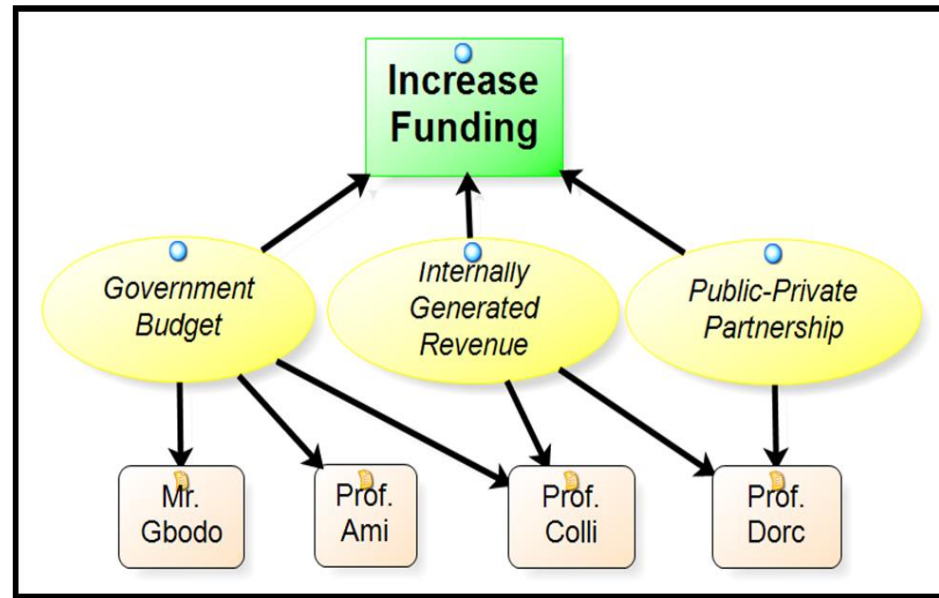 Increase
Funding
Government
Budget
Internally
Generated
Revenue
Public-Private
Partnership
Mr.
Gbodo
Prof.
Ami
Prof.
Colli
Prof.
Dorc